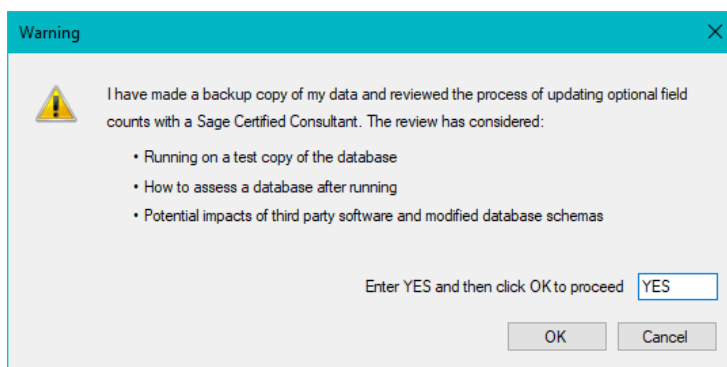 Warning
I have made a backup copy of my data and reviewed the process of updating optional field
counts with a Sage Certified Consultant. The review has considered:
• Running on a test copy of the database
• How to assess a database after running
• Potential impacts of third party software and modified database schemas
Enter YES and then click OK to proceed YES
OK Cancel